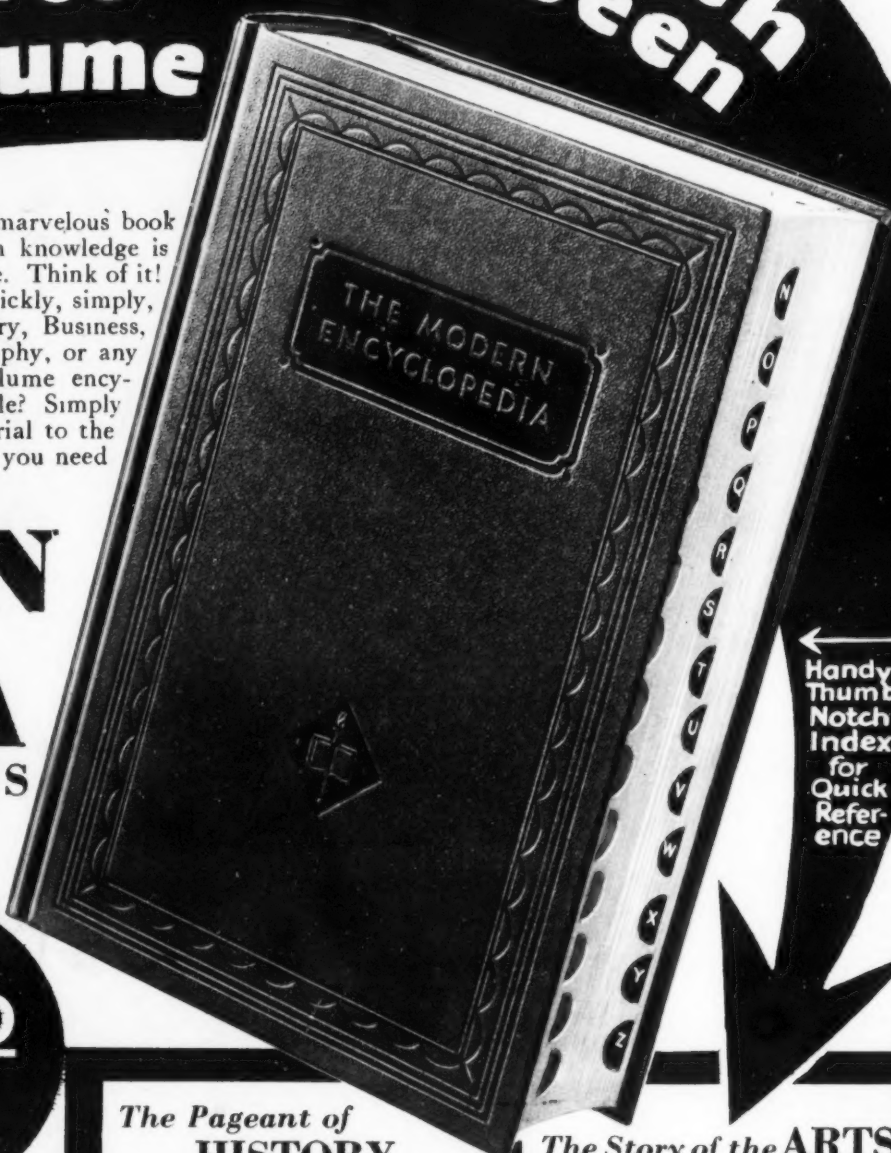 ume
een
marvelous book
knowledge is
e. Think of it!
ickly, simply,
ry, Business,
phy, or any
lume ency-
le? Simply
rial to the
you need
N
A
S
THE MODERN
ENCYCLOPEDIA
N
O
P
Q
R
S
T
U
V
W
X
Y
Z
Handy
Thumb
Notch
Index
for
Quick
Refer-
ence
The Pageant of
HISTORY
The Story of the ARTS